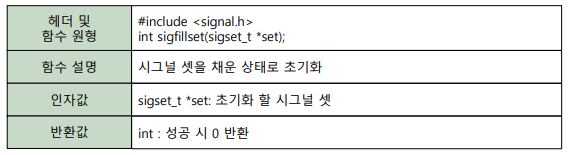 헤더 및
함수 원형
#include <signal.h>
int sigfillset(sigset_t *set);
함수 설명
시그널 셋을 채운 상태로 초기화
인자값
sigset_t *set: 초기화 할 시그널 셋
반환값
int : 성공 시 0 반환